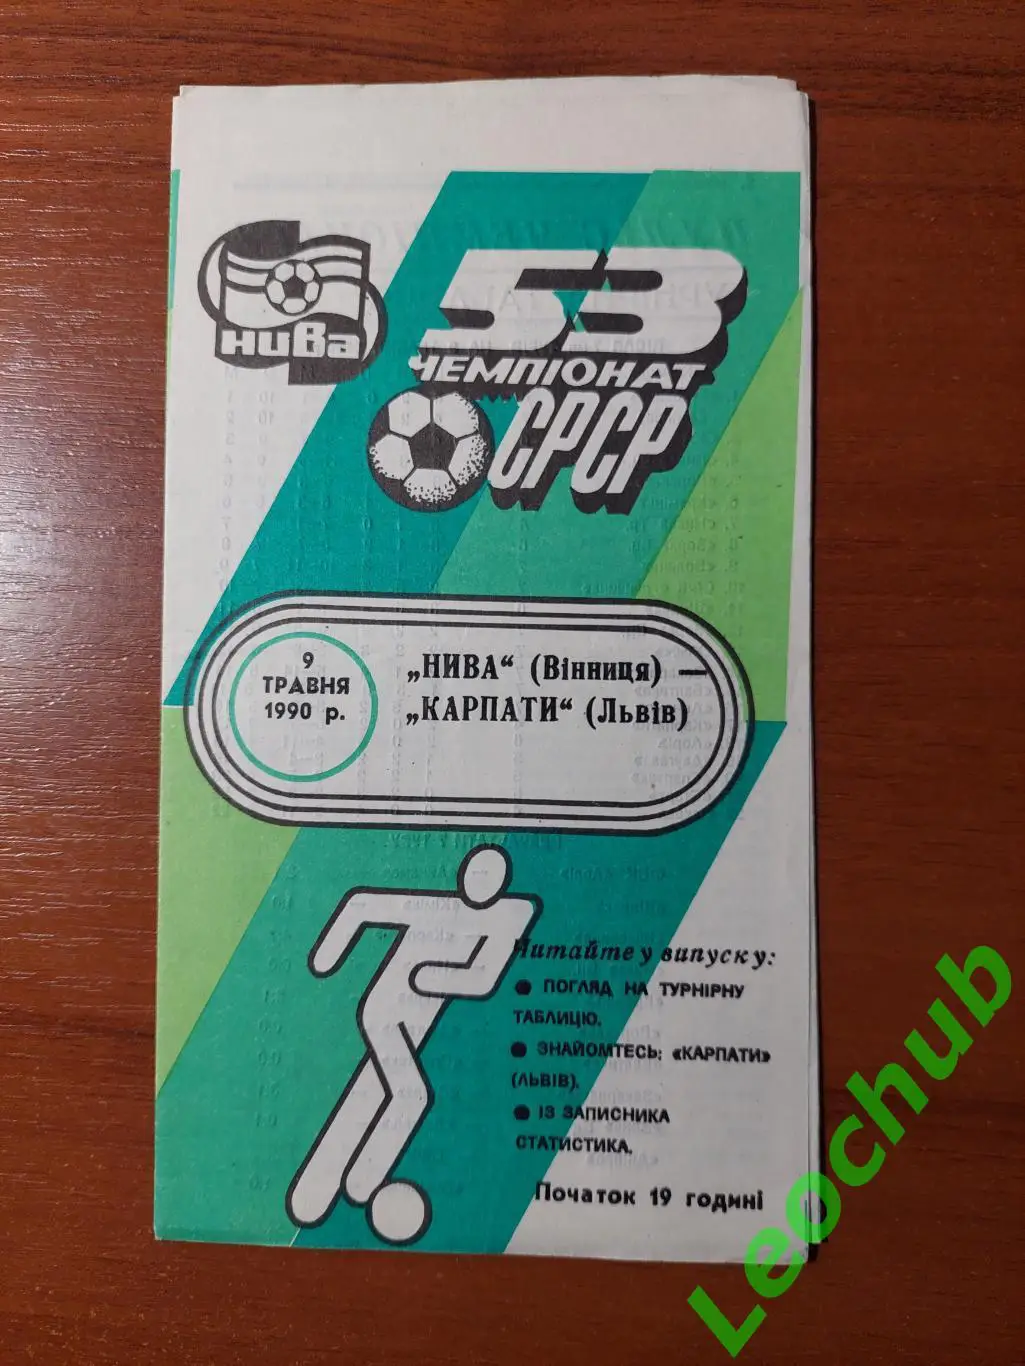 нива
53
ЧЕМПІОНАТ
СРСР
9
ТРАВНЯ
1990 р.
„НИВА“ (Вінниця) —
„КАРПАТИ“ (Львів)
Читайте у випуску:
● ПОГЛЯД НА ТУРНІРНУ
ТАБЛИЦЮ.
● ЗНАЙОМТЕСЬ: «КАРПАТИ»
(ЛЬВІВ).
● ІЗ ЗАПИСНИКА
СТАТИСТИКА.
Початок 19 годині
Leochub